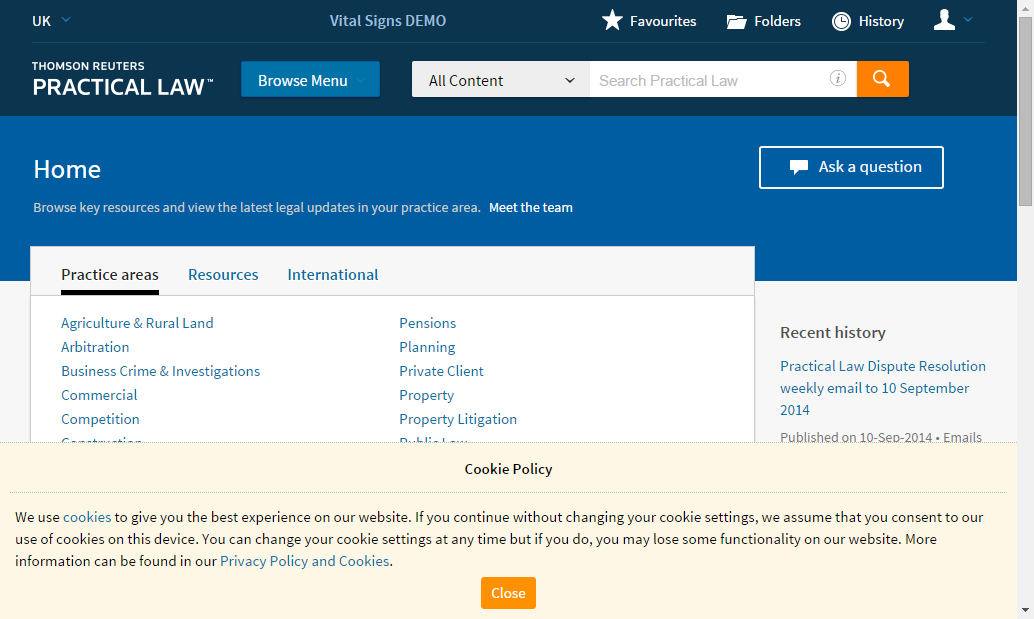 UK
Vital Signs DEMO
Favourites
Folders
History
THOMSON REUTERS
PRACTICAL LAW™
Browse Menu
All Content
Search Practical Law
i
Home
Ask a question
Browse key resources and view the latest legal updates in your practice area. Meet the team
Practice areas
Resources
International
Agriculture & Rural Land
Arbitration
Business Crime & Investigations
Commercial
Competition
Construction
Pensions
Planning
Private Client
Property
Property Litigation
Public Law
Recent history
Practical Law Dispute Resolution
weekly email to 10 September
2014
Published on 10-Sep-2014 • Emails
Cookie Policy
We use cookies to give you the best experience on our website. If you continue without changing your cookie settings, we assume that you consent to our
use of cookies on this device. You can change your cookie settings at any time but if you do, you may lose some functionality on our website. More
information can be found in our Privacy Policy and Cookies.
Close